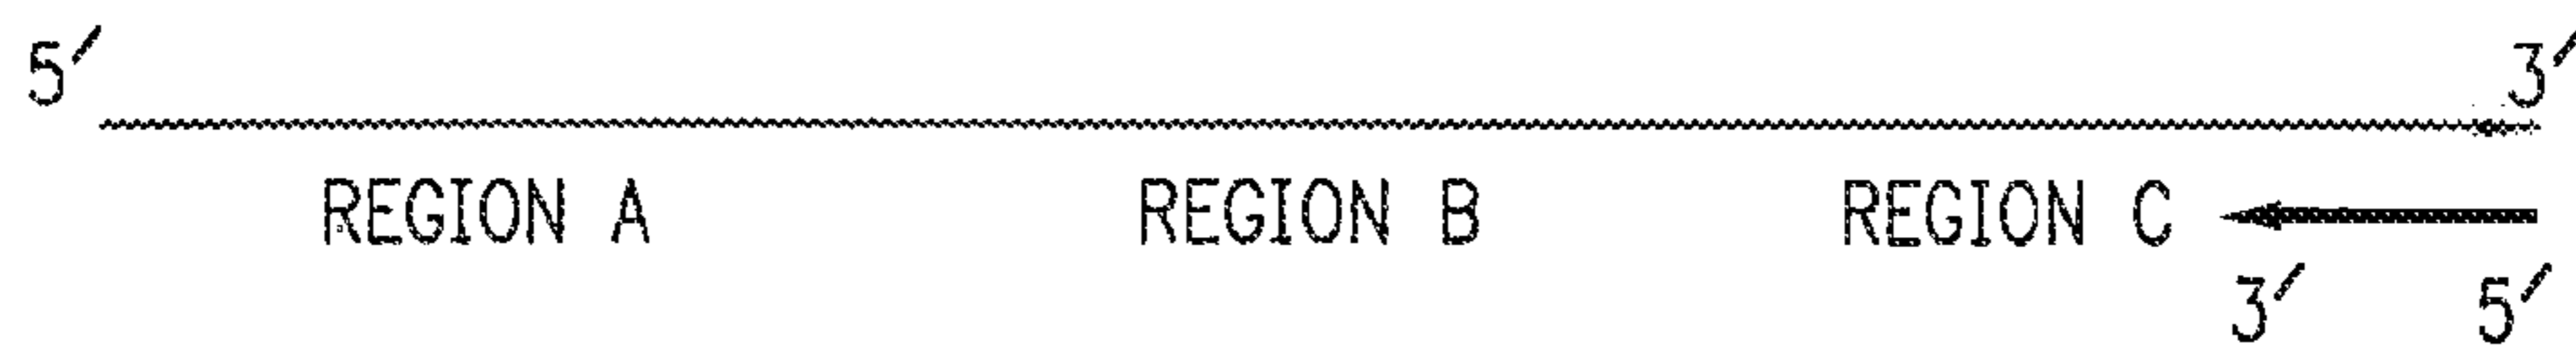 5′ 3′
REGION A REGION B REGION C
3′ 5′